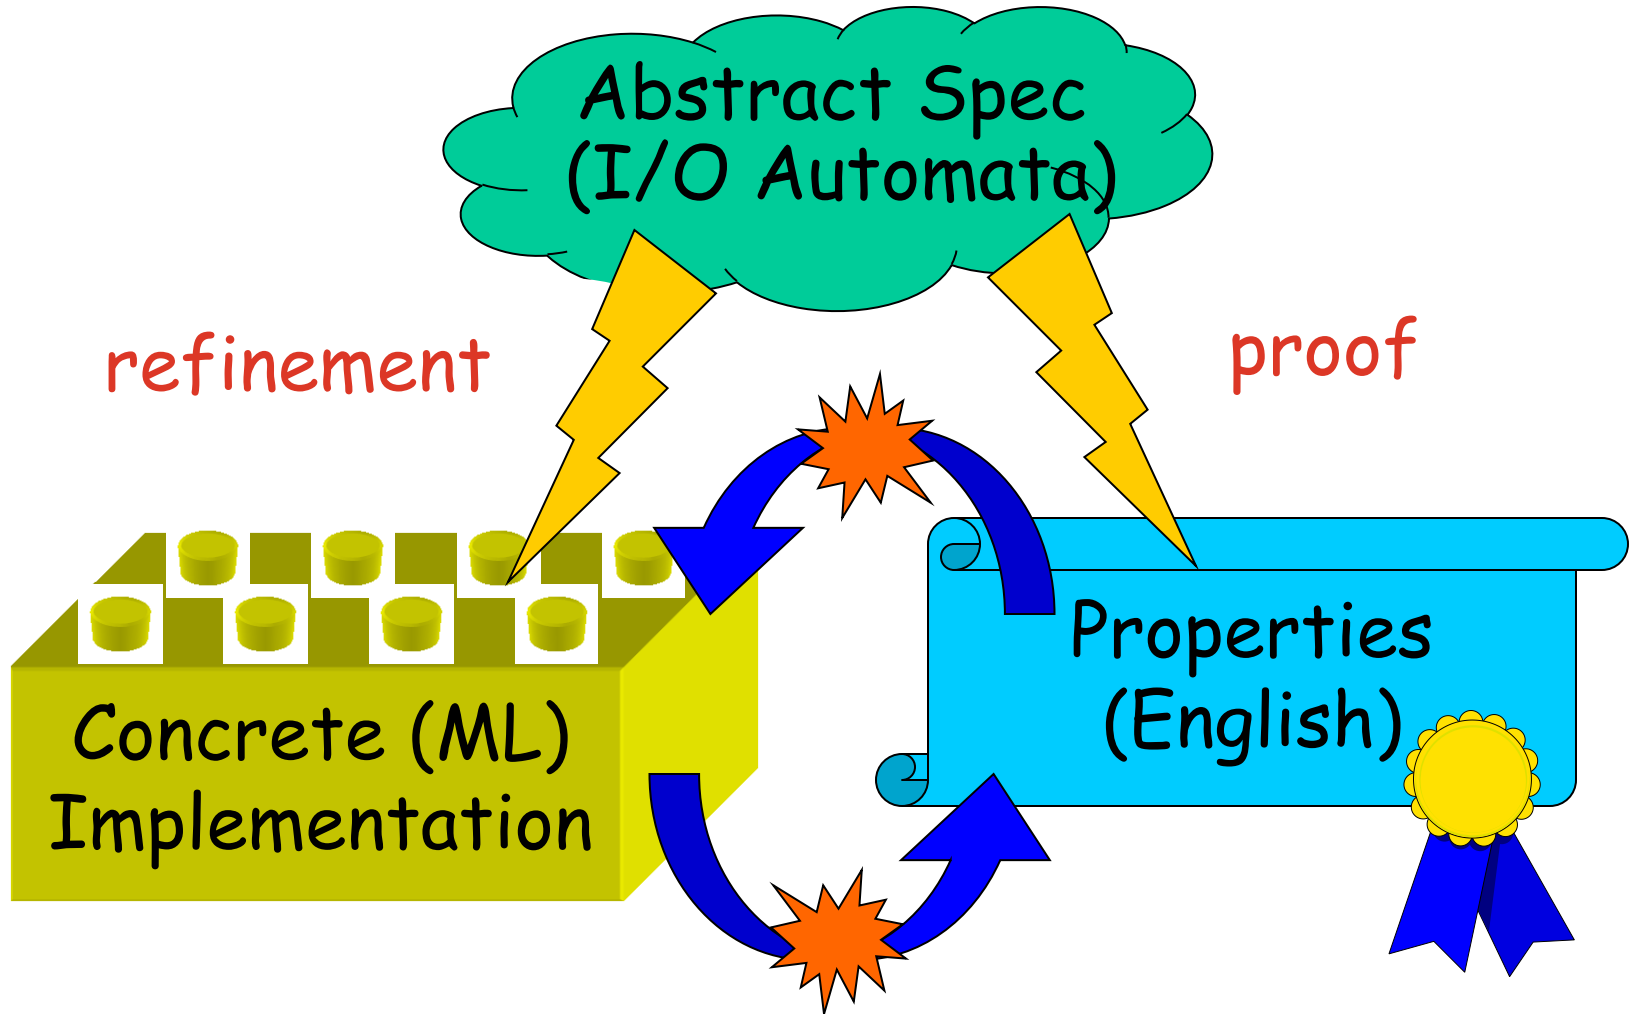 Abstract Spec
(I/O Automata)
refinement
proof
Concrete (ML)
Implementation
Properties
(English)